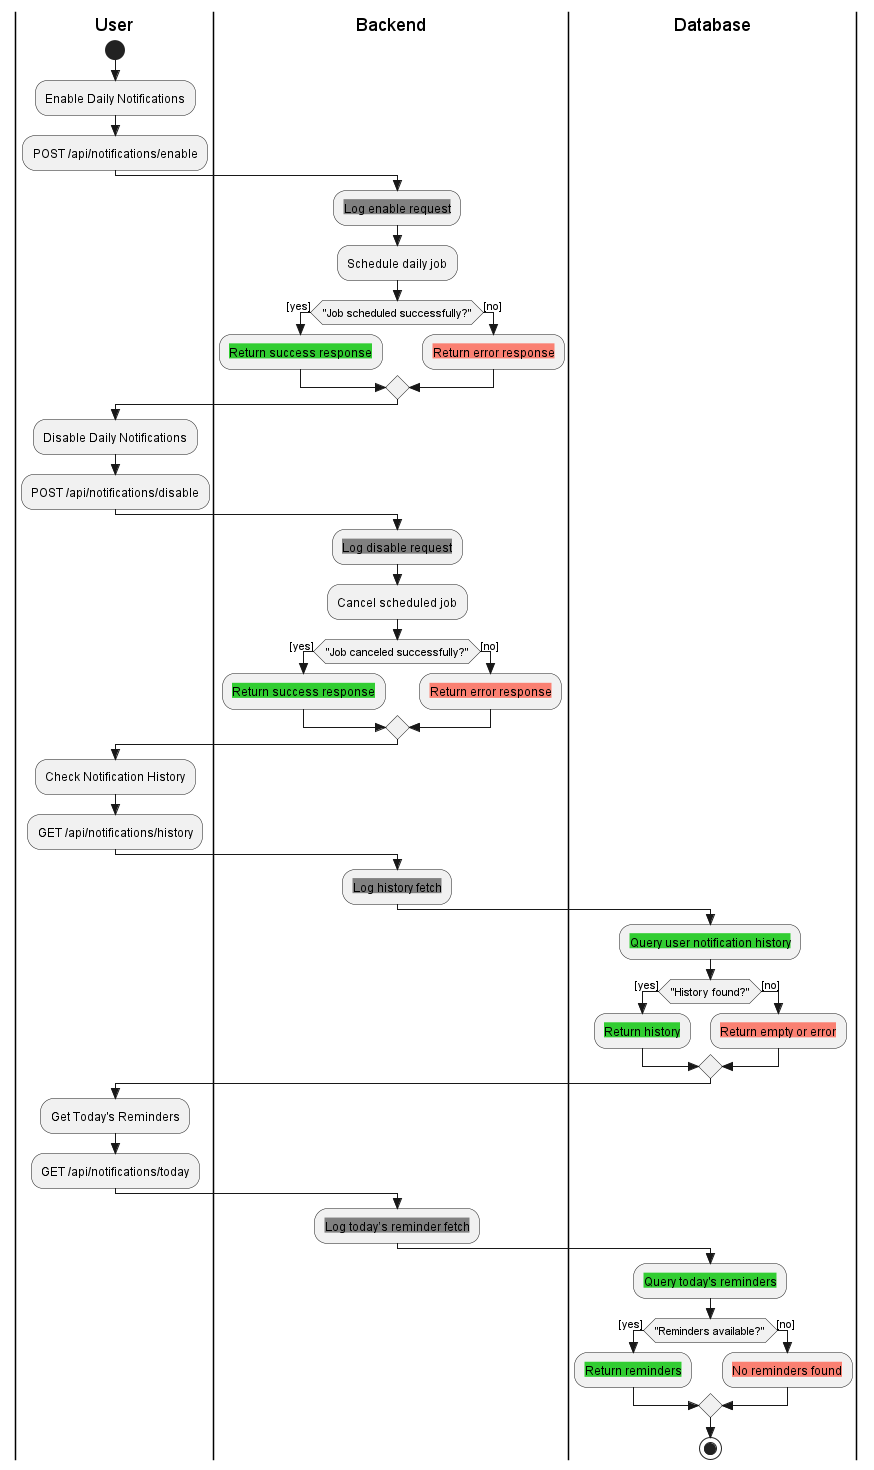 User
Backend
Database
Enable Daily Notifications
POST /api/notifications/enable
Log enable request
Schedule daily job
[yes]
"Job scheduled successfully?"
[no]
Return success response
Return error response
Disable Daily Notifications
POST /api/notifications/disable
Log disable request
Cancel scheduled job
[yes]
"Job canceled successfully?"
[no]
Return success response
Return error response
Check Notification History
GET /api/notifications/history
Log history fetch
Query user notification history
[yes]
"History found?"
[no]
Return history
Return empty or error
Get Today's Reminders
GET /api/notifications/today
Log today's reminder fetch
Query today's reminders
[yes]
"Reminders available?"
[no]
Return reminders
No reminders found